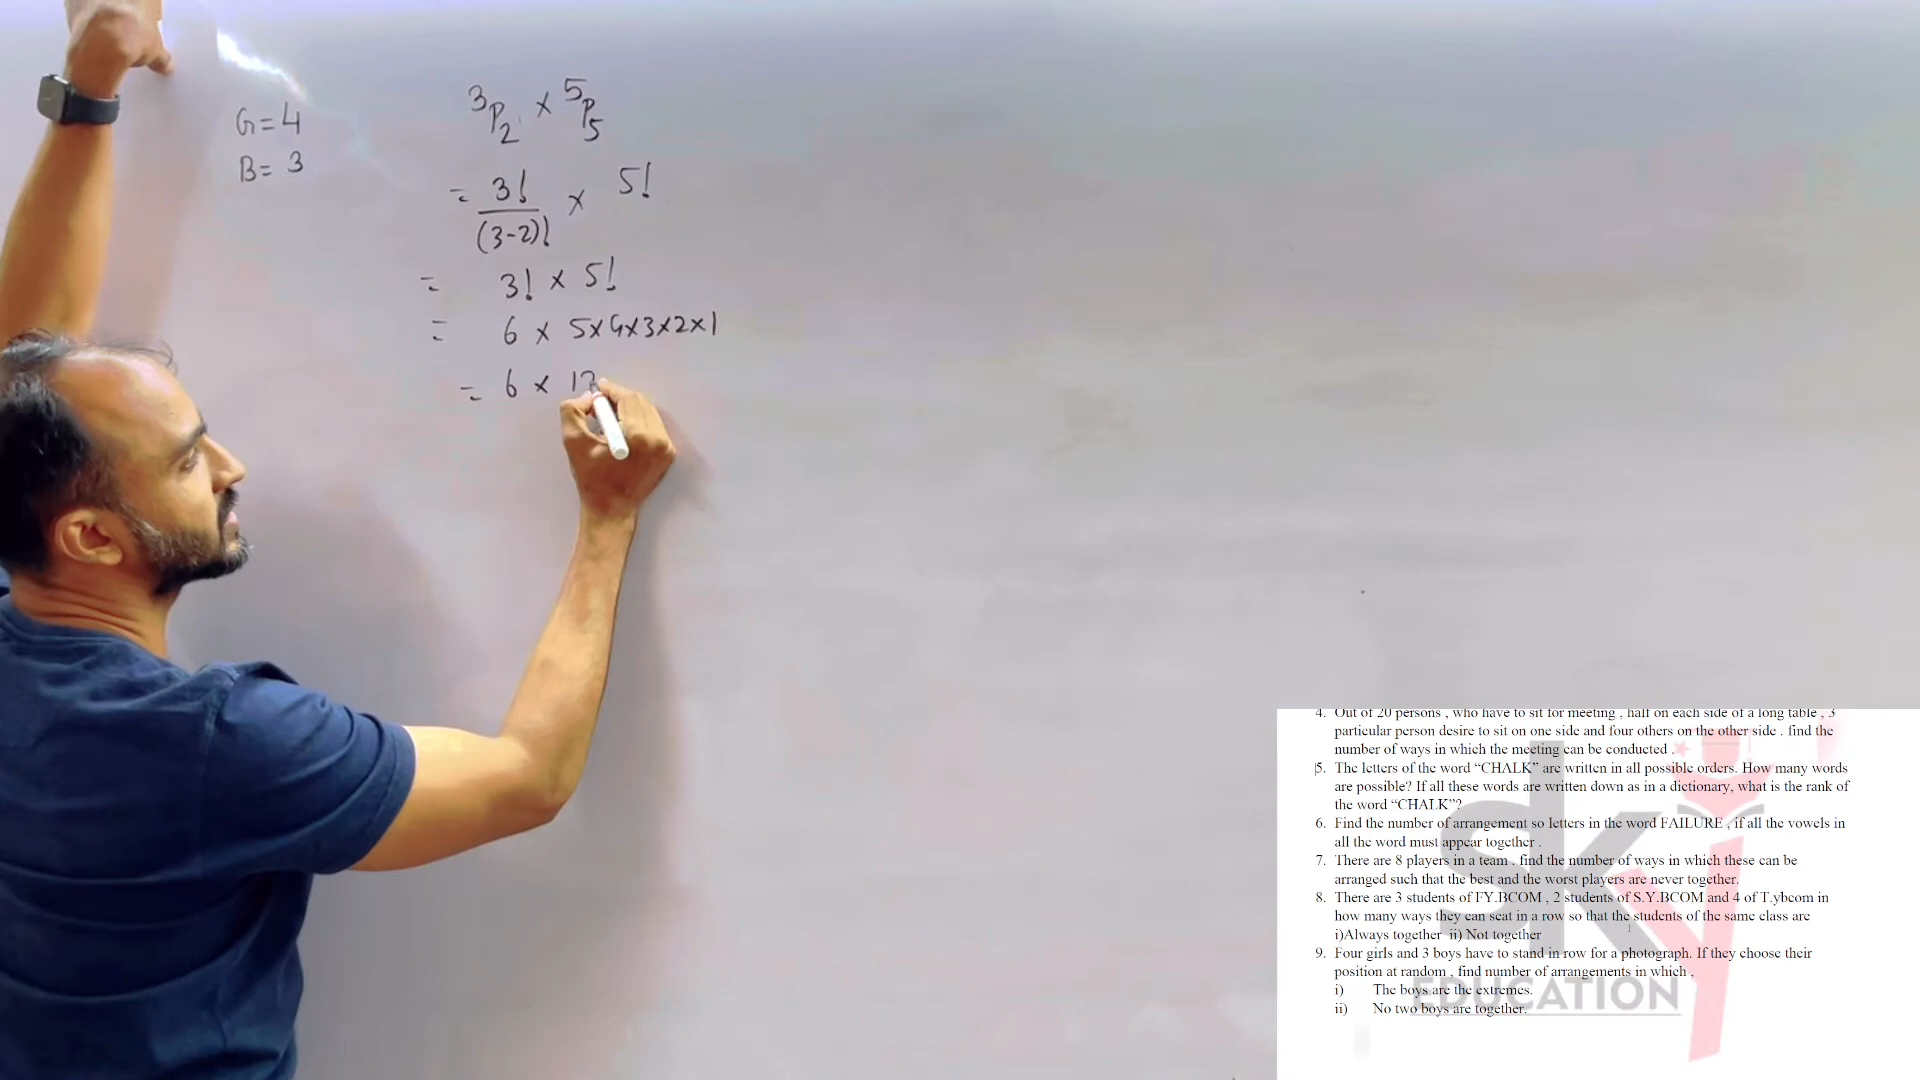 G=4
B= 3
³P₂ × ⁵P₅
= 3! / (3-2)! × 5!
= 3! × 5!
= 6 × 5×4×3×2×1
= 6 × 12
4. Out of 20 persons , who have to sit for meeting , half on each side of a long table , 3
particular person desire to sit on one side and four others on the other side . find the
number of ways in which the meeting can be conducted .
5. The letters of the word “CHALK” are written in all possible orders. How many words
are possible? If all these words are written down as in a dictionary, what is the rank of
the word “CHALK”?
6. Find the number of arrangement so letters in the word FAILURE , if all the vowels in
all the word must appear together .
7. There are 8 players in a team . find the number of ways in which these can be
arranged such that the best and the worst players are never together.
8. There are 3 students of FY.BCOM , 2 students of S.Y.BCOM and 4 of T.ybcom in
how many ways they can seat in a row so that the students of the same class are
i)Always together ii) Not together
9. Four girls and 3 boys have to stand in row for a photograph. If they choose their
position at random , find number of arrangements in which .
i) The boys are the extremes.
ii) No two boys are together.
sky
EDUCATION